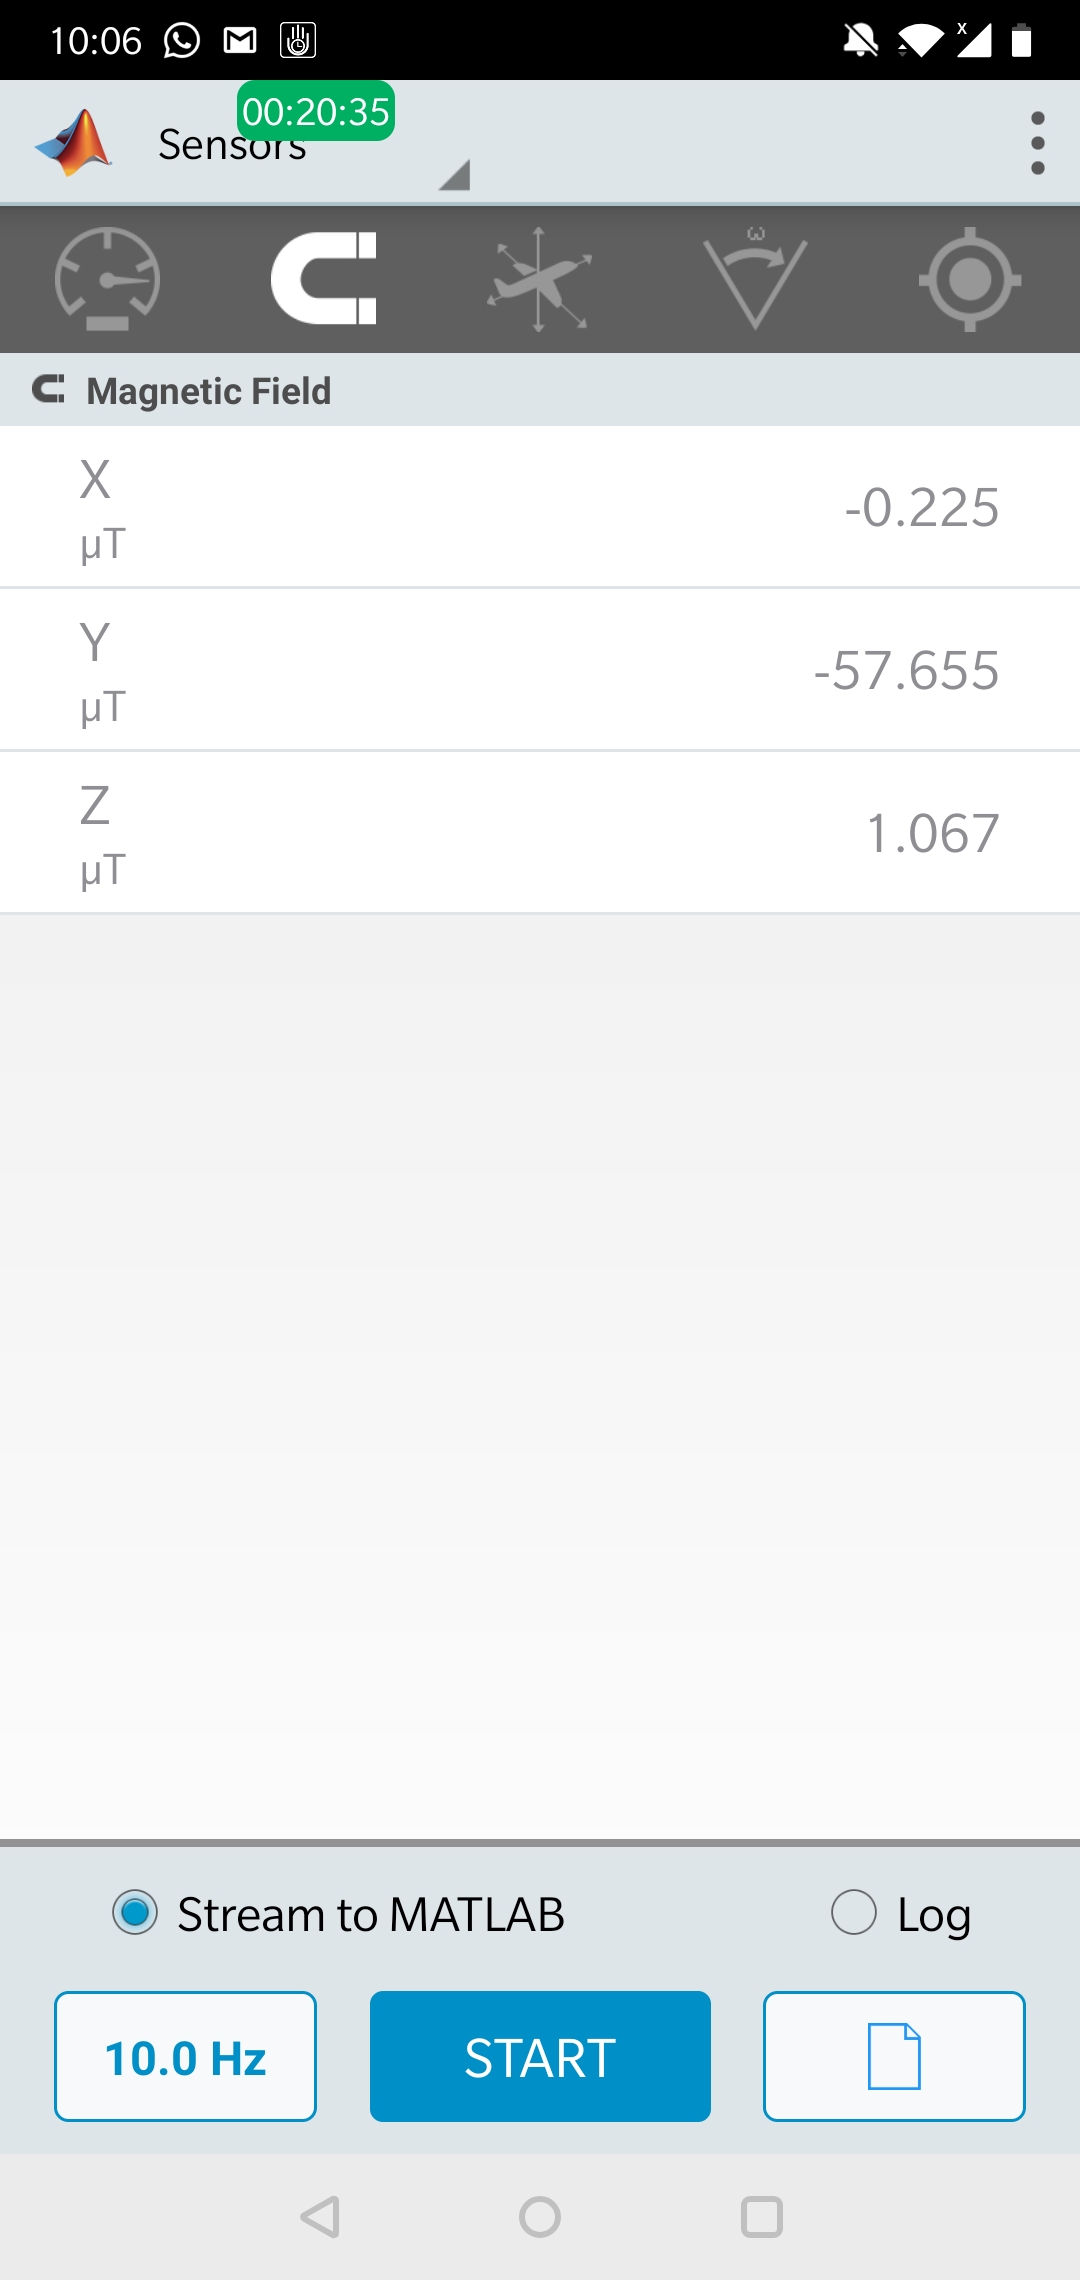 10:06
00:20:35
Sensors
ω
Magnetic Field
X
µT
-0.225
Y
µT
-57.655
Z
µT
1.067
Stream to MATLAB
Log
10.0 Hz
START